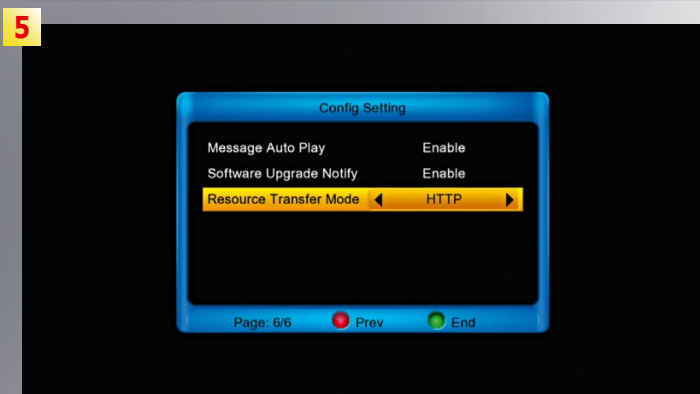 5
Config Setting
Message Auto Play Enable
Software Upgrade Notify Enable
Resource Transfer Mode HTTP
Page: 6/6 Prev End